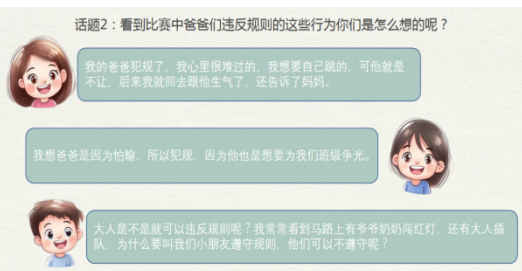 话题2：看到比赛中爸爸们违反规则的这些行为你们是怎么想的呢？
我的爸爸犯规了，我心里很难过的，我想要自己跳的，可他就是
不让，后来我就回去跟他生气了，还告诉了妈妈。
我想爸爸是因为怕输，所以犯规，因为他也是想要为我们班级争光。
大人是不是就可以违反规则呢？我常常看到马路上有爷爷奶奶闯红灯，还有大人插
队，为什么要叫我们小朋友遵守规则，他们可以不遵守呢？